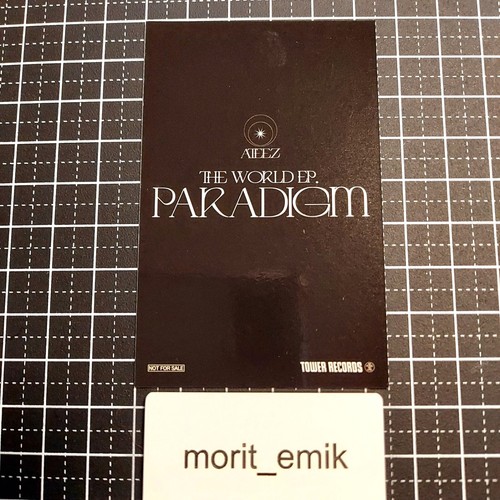 ATEEZ
THE WORLD EP.
PARADIGM
NOT FOR SALE
TOWER RECORDS
morit_emik